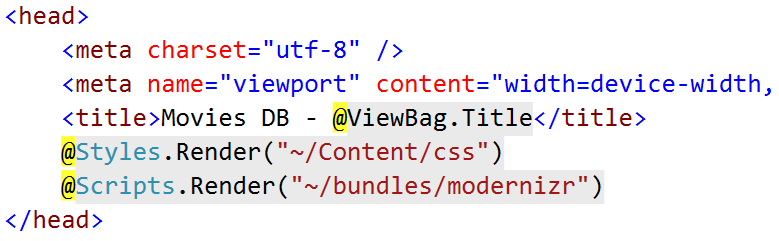 <head>
<meta charset="utf-8" />
<meta name="viewport" content="width=device-width,
<title>Movies DB - @ViewBag.Title</title>
@Styles.Render("~/Content/css")
@Scripts.Render("~/bundles/modernizr")
</head>